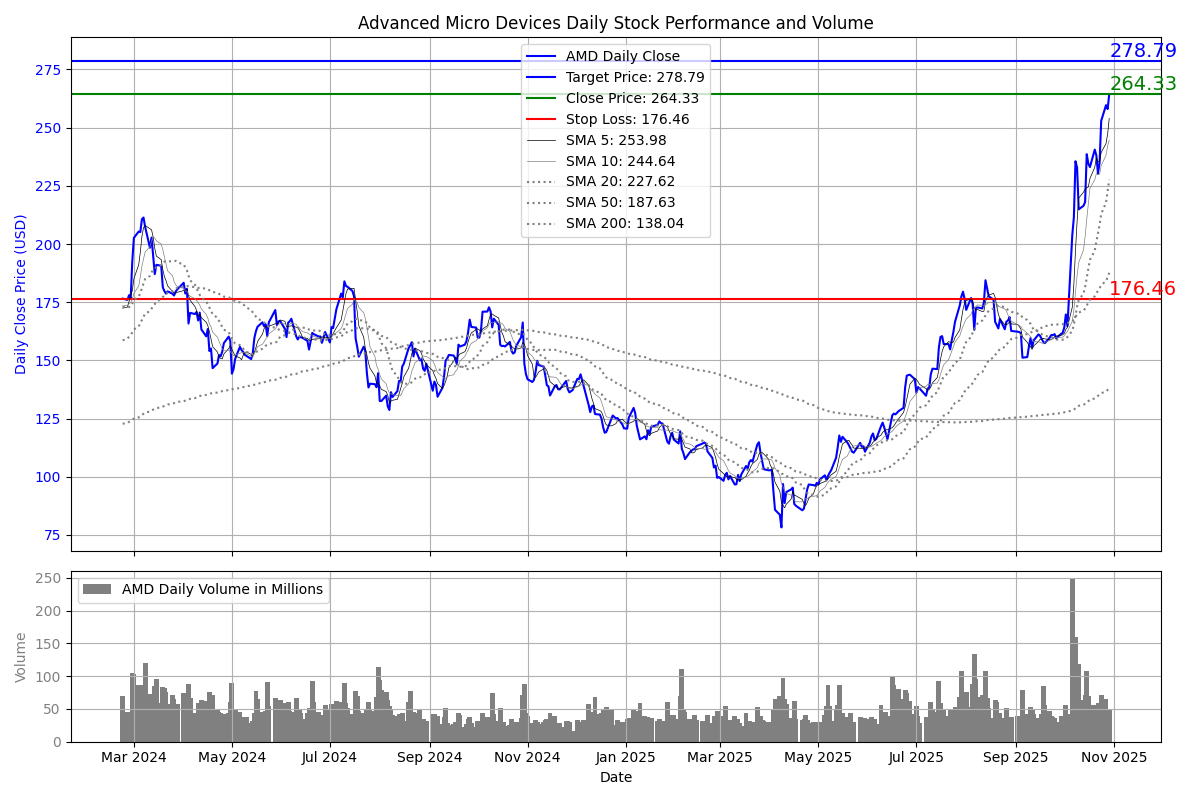 Advanced Micro Devices Daily Stock Performance and Volume
278.79
264.33
176.46
AMD Daily Close
Target Price: 278.79
Close Price: 264.33
Stop Loss: 176.46
SMA 5: 253.98
SMA 10: 244.64
SMA 20: 227.62
SMA 50: 187.63
SMA 200: 138.04
Daily Close Price (USD)
275
250
225
200
175
150
125
100
75
AMD Daily Volume in Millions
Volume
250
200
150
100
50
0
Mar 2024 May 2024 Jul 2024 Sep 2024 Nov 2024 Jan 2025 Mar 2025 May 2025 Jul 2025 Sep 2025 Nov 2025
Date